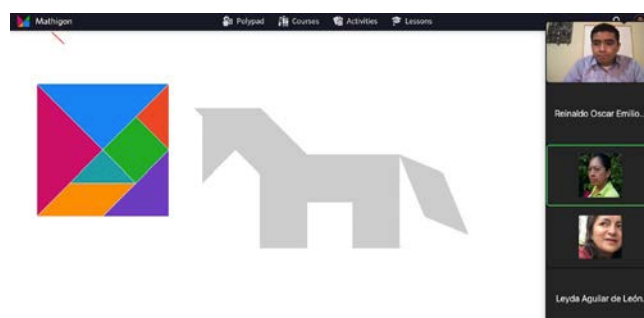 Mathigon
Polypad
Courses
Activities
Lessons
Reinaldo Oscar Emilio...
Leyda Aguilar de León...